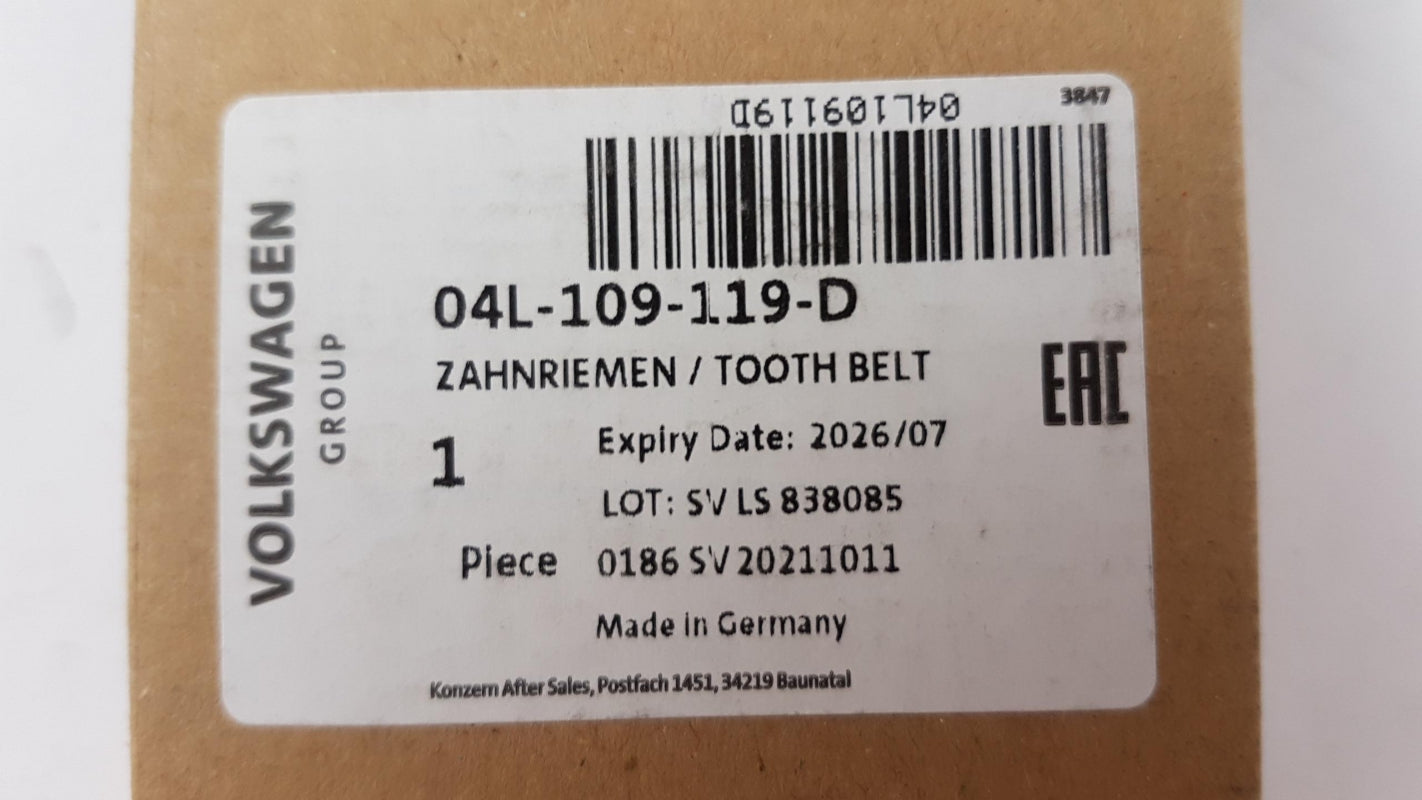 04L109119D
3847
VOLKSWAGEN
GROUP
04L-109-119-D
ZAHNRIEMEN / TOOTH BELT
EAC
1
Expiry Date: 2026/07
LOT: SV LS 838085
Piece 0186 SV 20211011
Made in Germany
Konzern After Sales, Postfach 1451, 34219 Baunatal